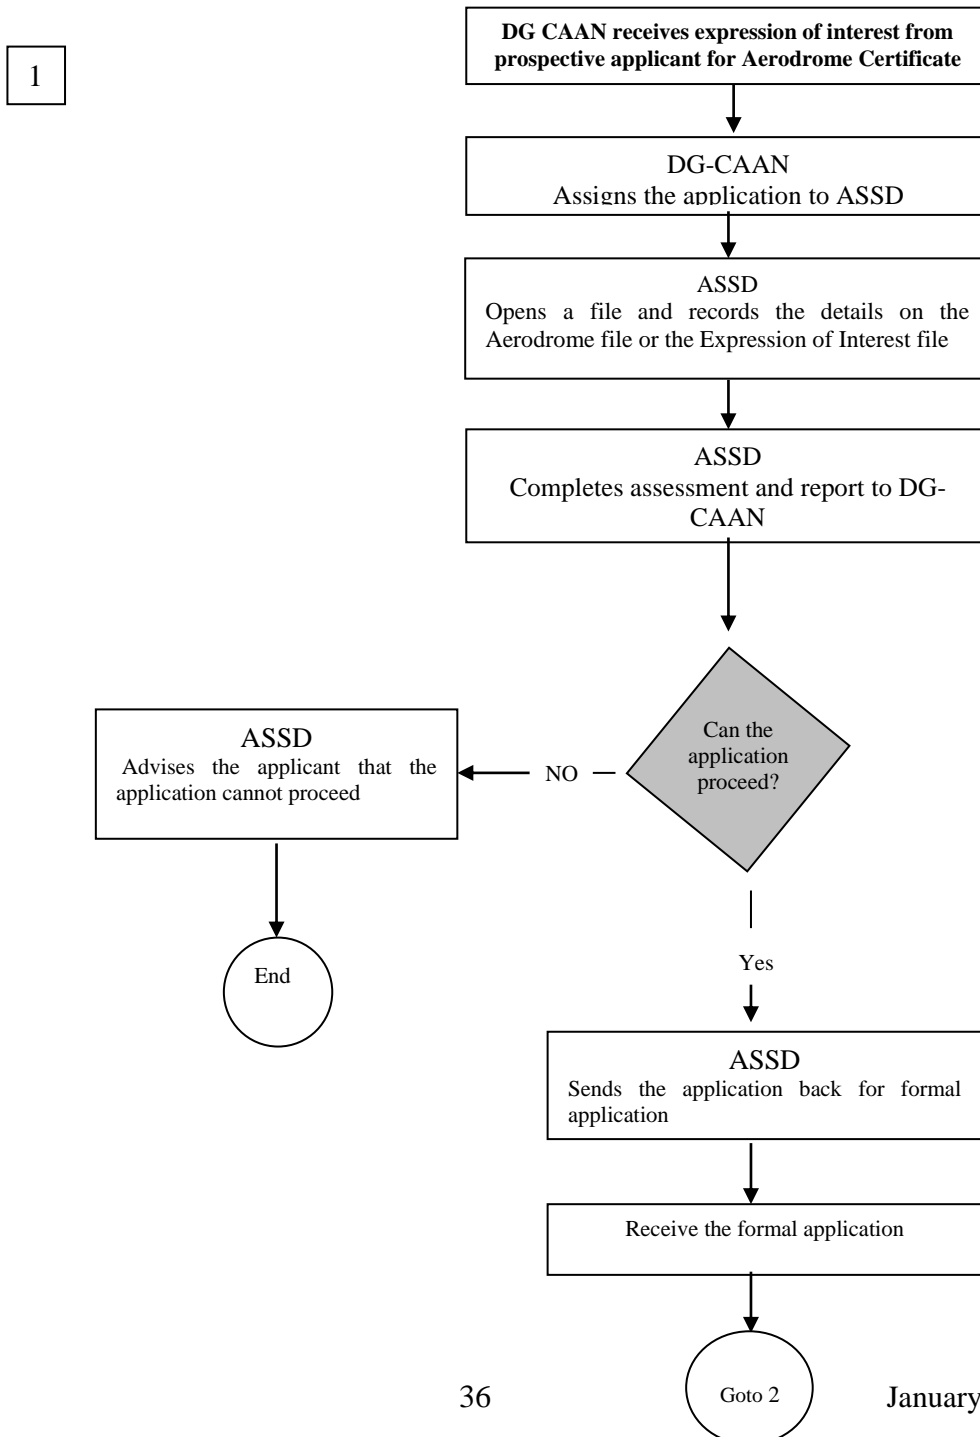 DG CAAN receives expression of interest from
prospective applicant for Aerodrome Certificate
1
DG-CAAN
Assigns the application to ASSD
ASSD
Opens a file and records the details on the
Aerodrome file or the Expression of Interest file
ASSD
Completes assessment and report to DG-
CAAN
Can the
application
proceed?
NO
ASSD
Advises the applicant that the
application cannot proceed
End
Yes
ASSD
Sends the application back for formal
application
Receive the formal application
Goto 2
36
January